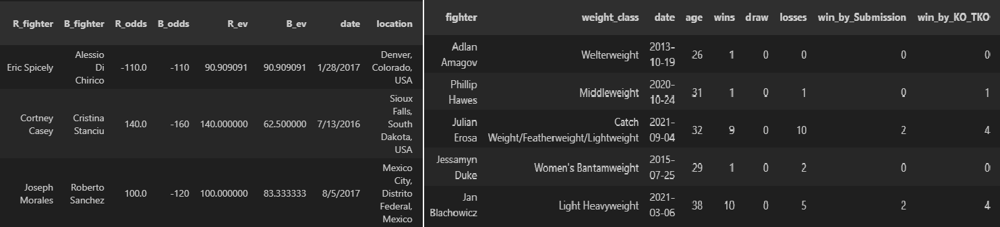 R_fighter B_fighter R_odds B_odds R_ev B_ev date location
Eric Spicely Alessio Di Chirico -110.0 -110 90.909091 90.909091 1/28/2017 Denver, Colorado, USA
Cortney Casey Cristina Stanciu 140.0 -160 140.000000 62.500000 7/13/2016 Sioux Falls, South Dakota, USA
Joseph Morales Roberto Sanchez 100.0 -120 100.000000 83.333333 8/5/2017 Mexico City, Distrito Federal, Mexico
fighter weight_class date age wins draw losses win_by_Submission win_by_KO_TKO
Adlan Amagov Welterweight 2013-10-19 26 1 0 0 0 0
Phillip Hawes Middleweight 2020-10-24 31 1 0 1 0 1
Julian Erosa Catch Weight/Featherweight/Lightweight 2021-09-04 32 9 0 10 2 4
Jessamyn Duke Women's Bantamweight 2015-07-25 29 1 0 2 0 0
Jan Blachowicz Light Heavyweight 2021-03-06 38 10 0 5 2 4